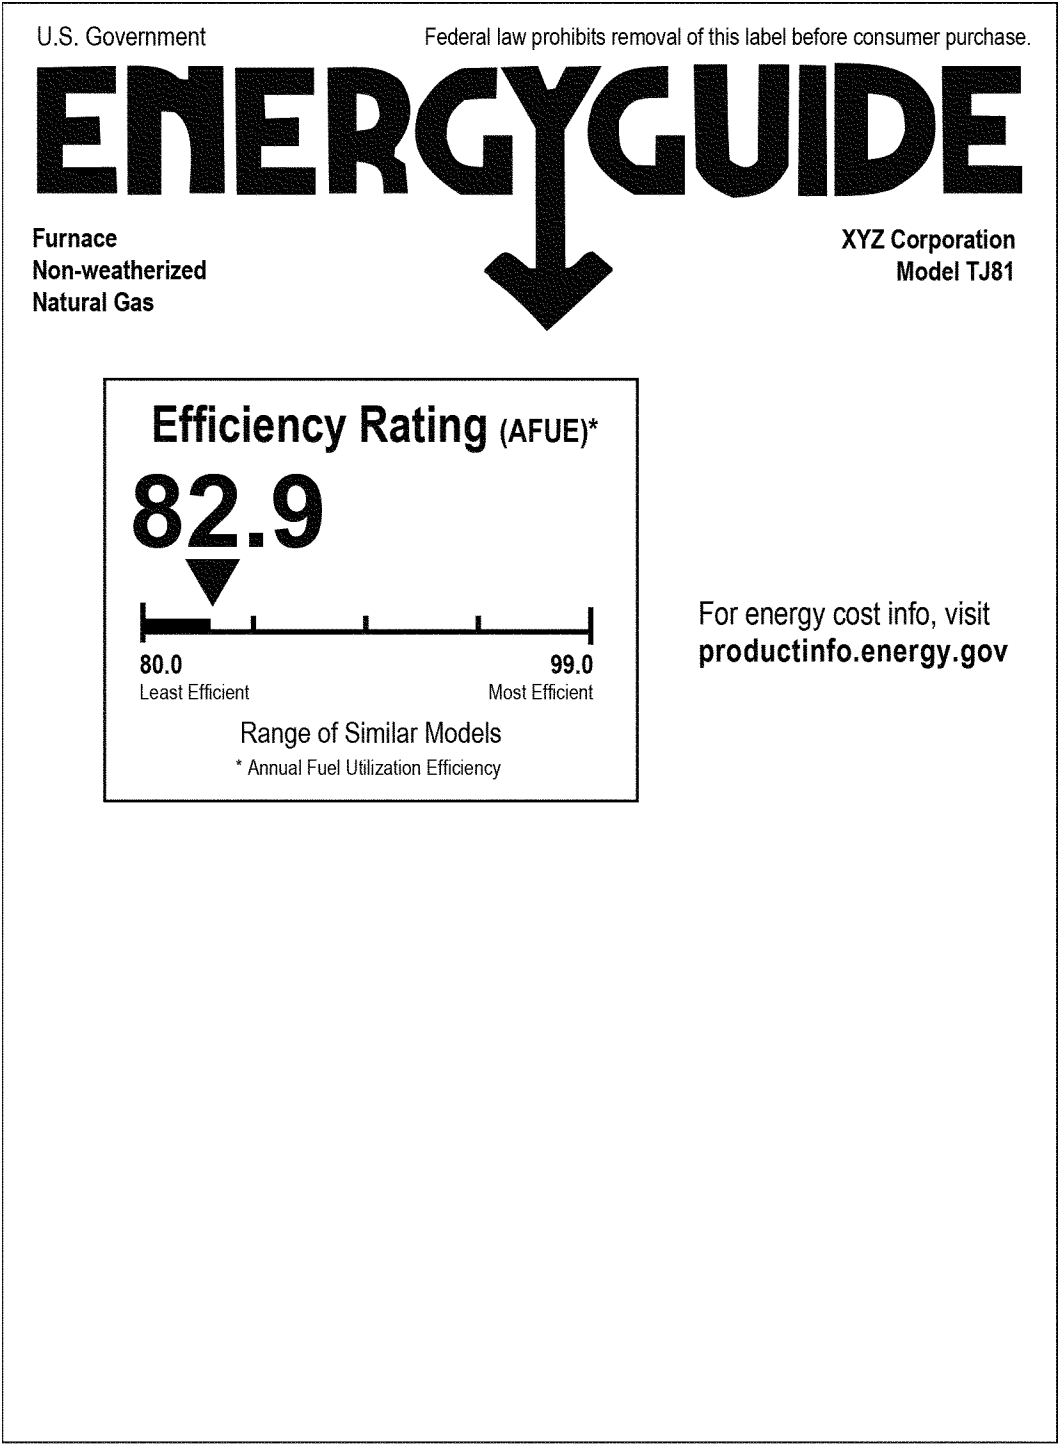 U.S. Government
Federal law prohibits removal of this label before consumer purchase.
ENERGYGUIDE
Furnace
Non-weatherized
Natural Gas
XYZ Corporation
Model TJ81
Efficiency Rating (AFUE)*
82.9
80.0
99.0
Least Efficient
Most Efficient
Range of Similar Models
* Annual Fuel Utilization Efficiency
For energy cost info, visit
productinfo.energy.gov